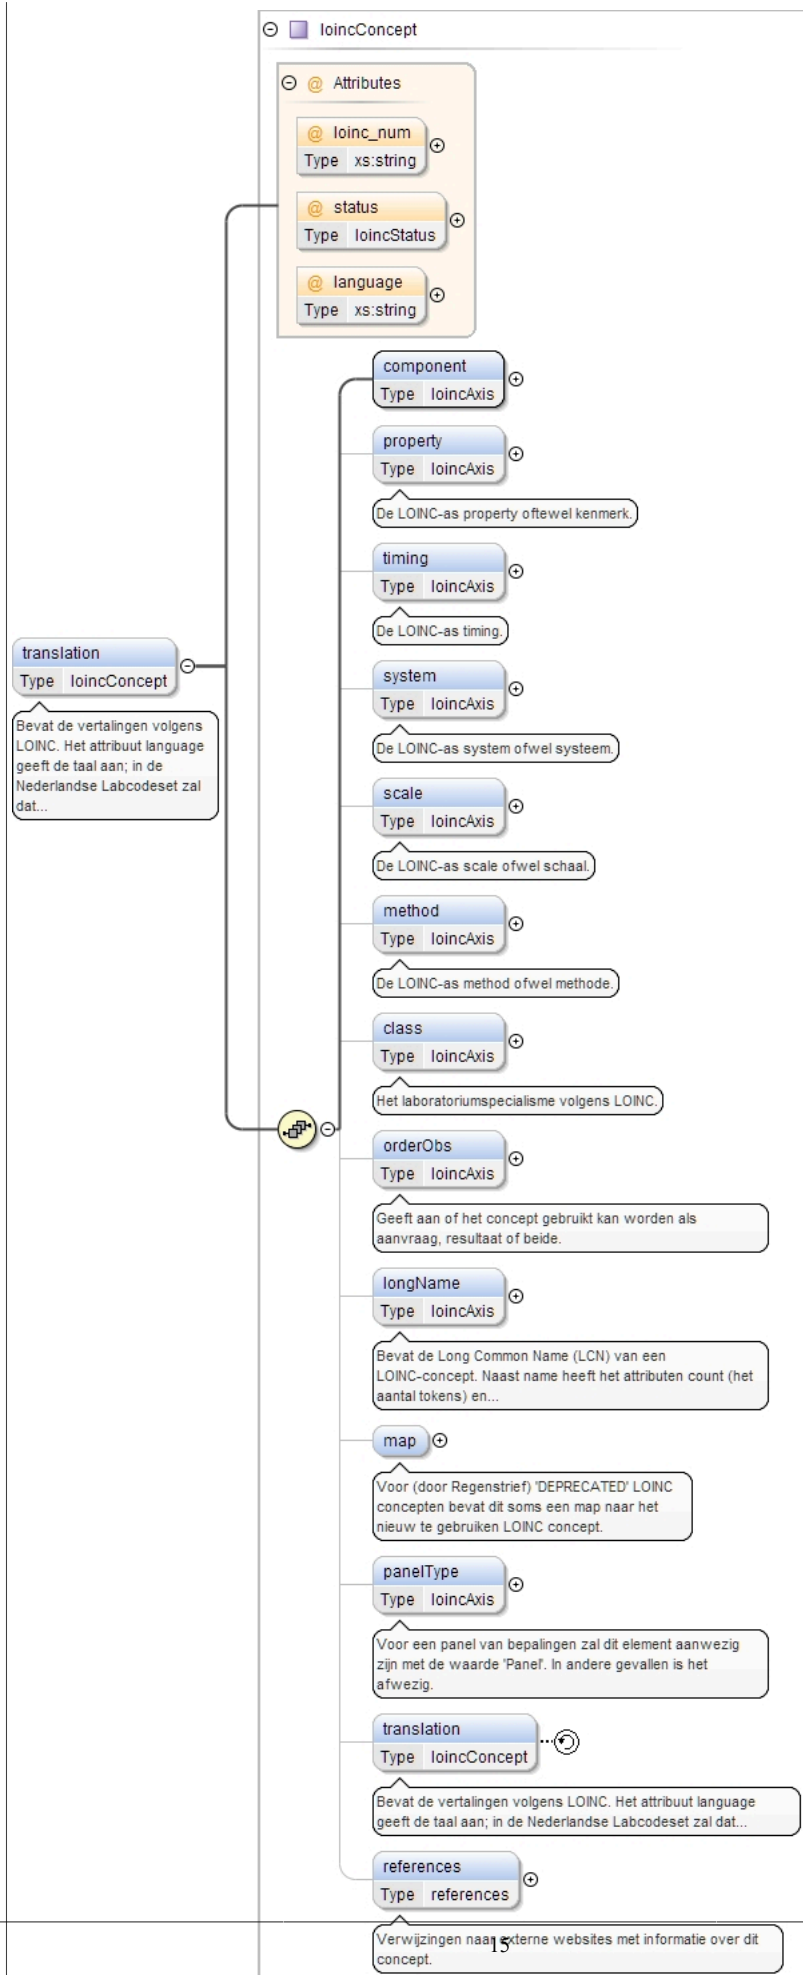 loincConcept
@ Attributes
@ loinc_num
Type xs:string
@ status
Type loincStatus
@ language
Type xs:string
component
Type loincAxis
property
Type loincAxis
De LOINC-as property oftewel kenmerk.
timing
Type loincAxis
De LOINC-as timing.
translation
Type loincConcept
Bevat de vertalingen volgens
LOINC. Het attribuut language
geeft de taal aan; in de
Nederlandse Labcodeset zal
dat...
system
Type loincAxis
De LOINC-as system ofwel systeem.
scale
Type loincAxis
De LOINC-as scale ofwel schaal.
method
Type loincAxis
De LOINC-as method ofwel methode.
class
Type loincAxis
Het laboratoriumspecialisme volgens LOINC.
orderObs
Type loincAxis
Geeft aan of het concept gebruikt kan worden als
aanvraag, resultaat of beide.
longName
Type loincAxis
Bevat de Long Common Name (LCN) van een
LOINC-concept. Naast name heeft het attributen count (het
aantal tokens) en...
map
Voor (door Regenstrief) 'DEPRECATED' LOINC
concepten bevat dit soms een map naar het
nieuw te gebruiken LOINC concept.
panelType
Type loincAxis
Voor een panel van bepalingen zal dit element aanwezig
zijn met de waarde 'Panel'. In andere gevallen is het
afwezig.
translation
Type loincConcept
Bevat de vertalingen volgens LOINC. Het attribuut language
geeft de taal aan; in de Nederlandse Labcodeset zal dat...
references
Type references
Verwijzingen naar externe websites met informatie over dit
concept.
15